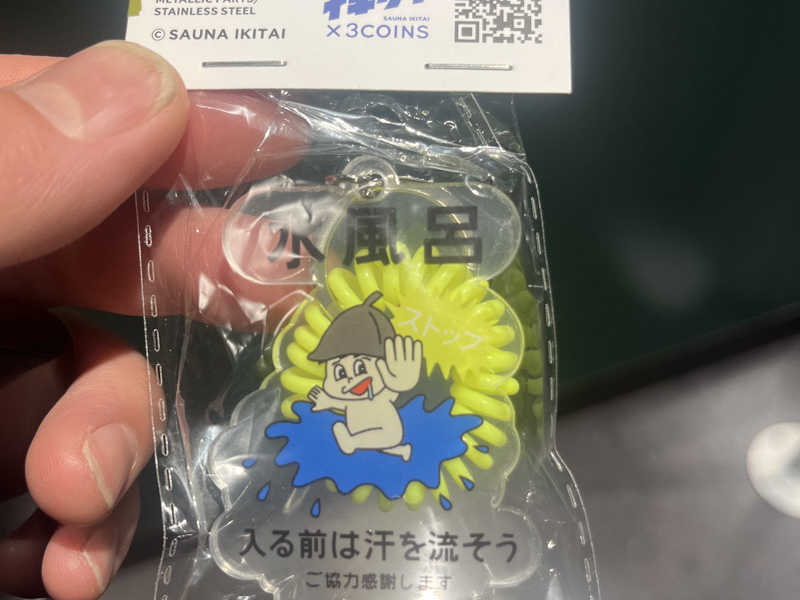 METALLIC PARTS)
STAINLESS STEEL
© SAUNA IKITAI
SAUNA IKITAI
×3COINS
水風呂
ストップ
入る前は汗を流そう
ご協力感謝します